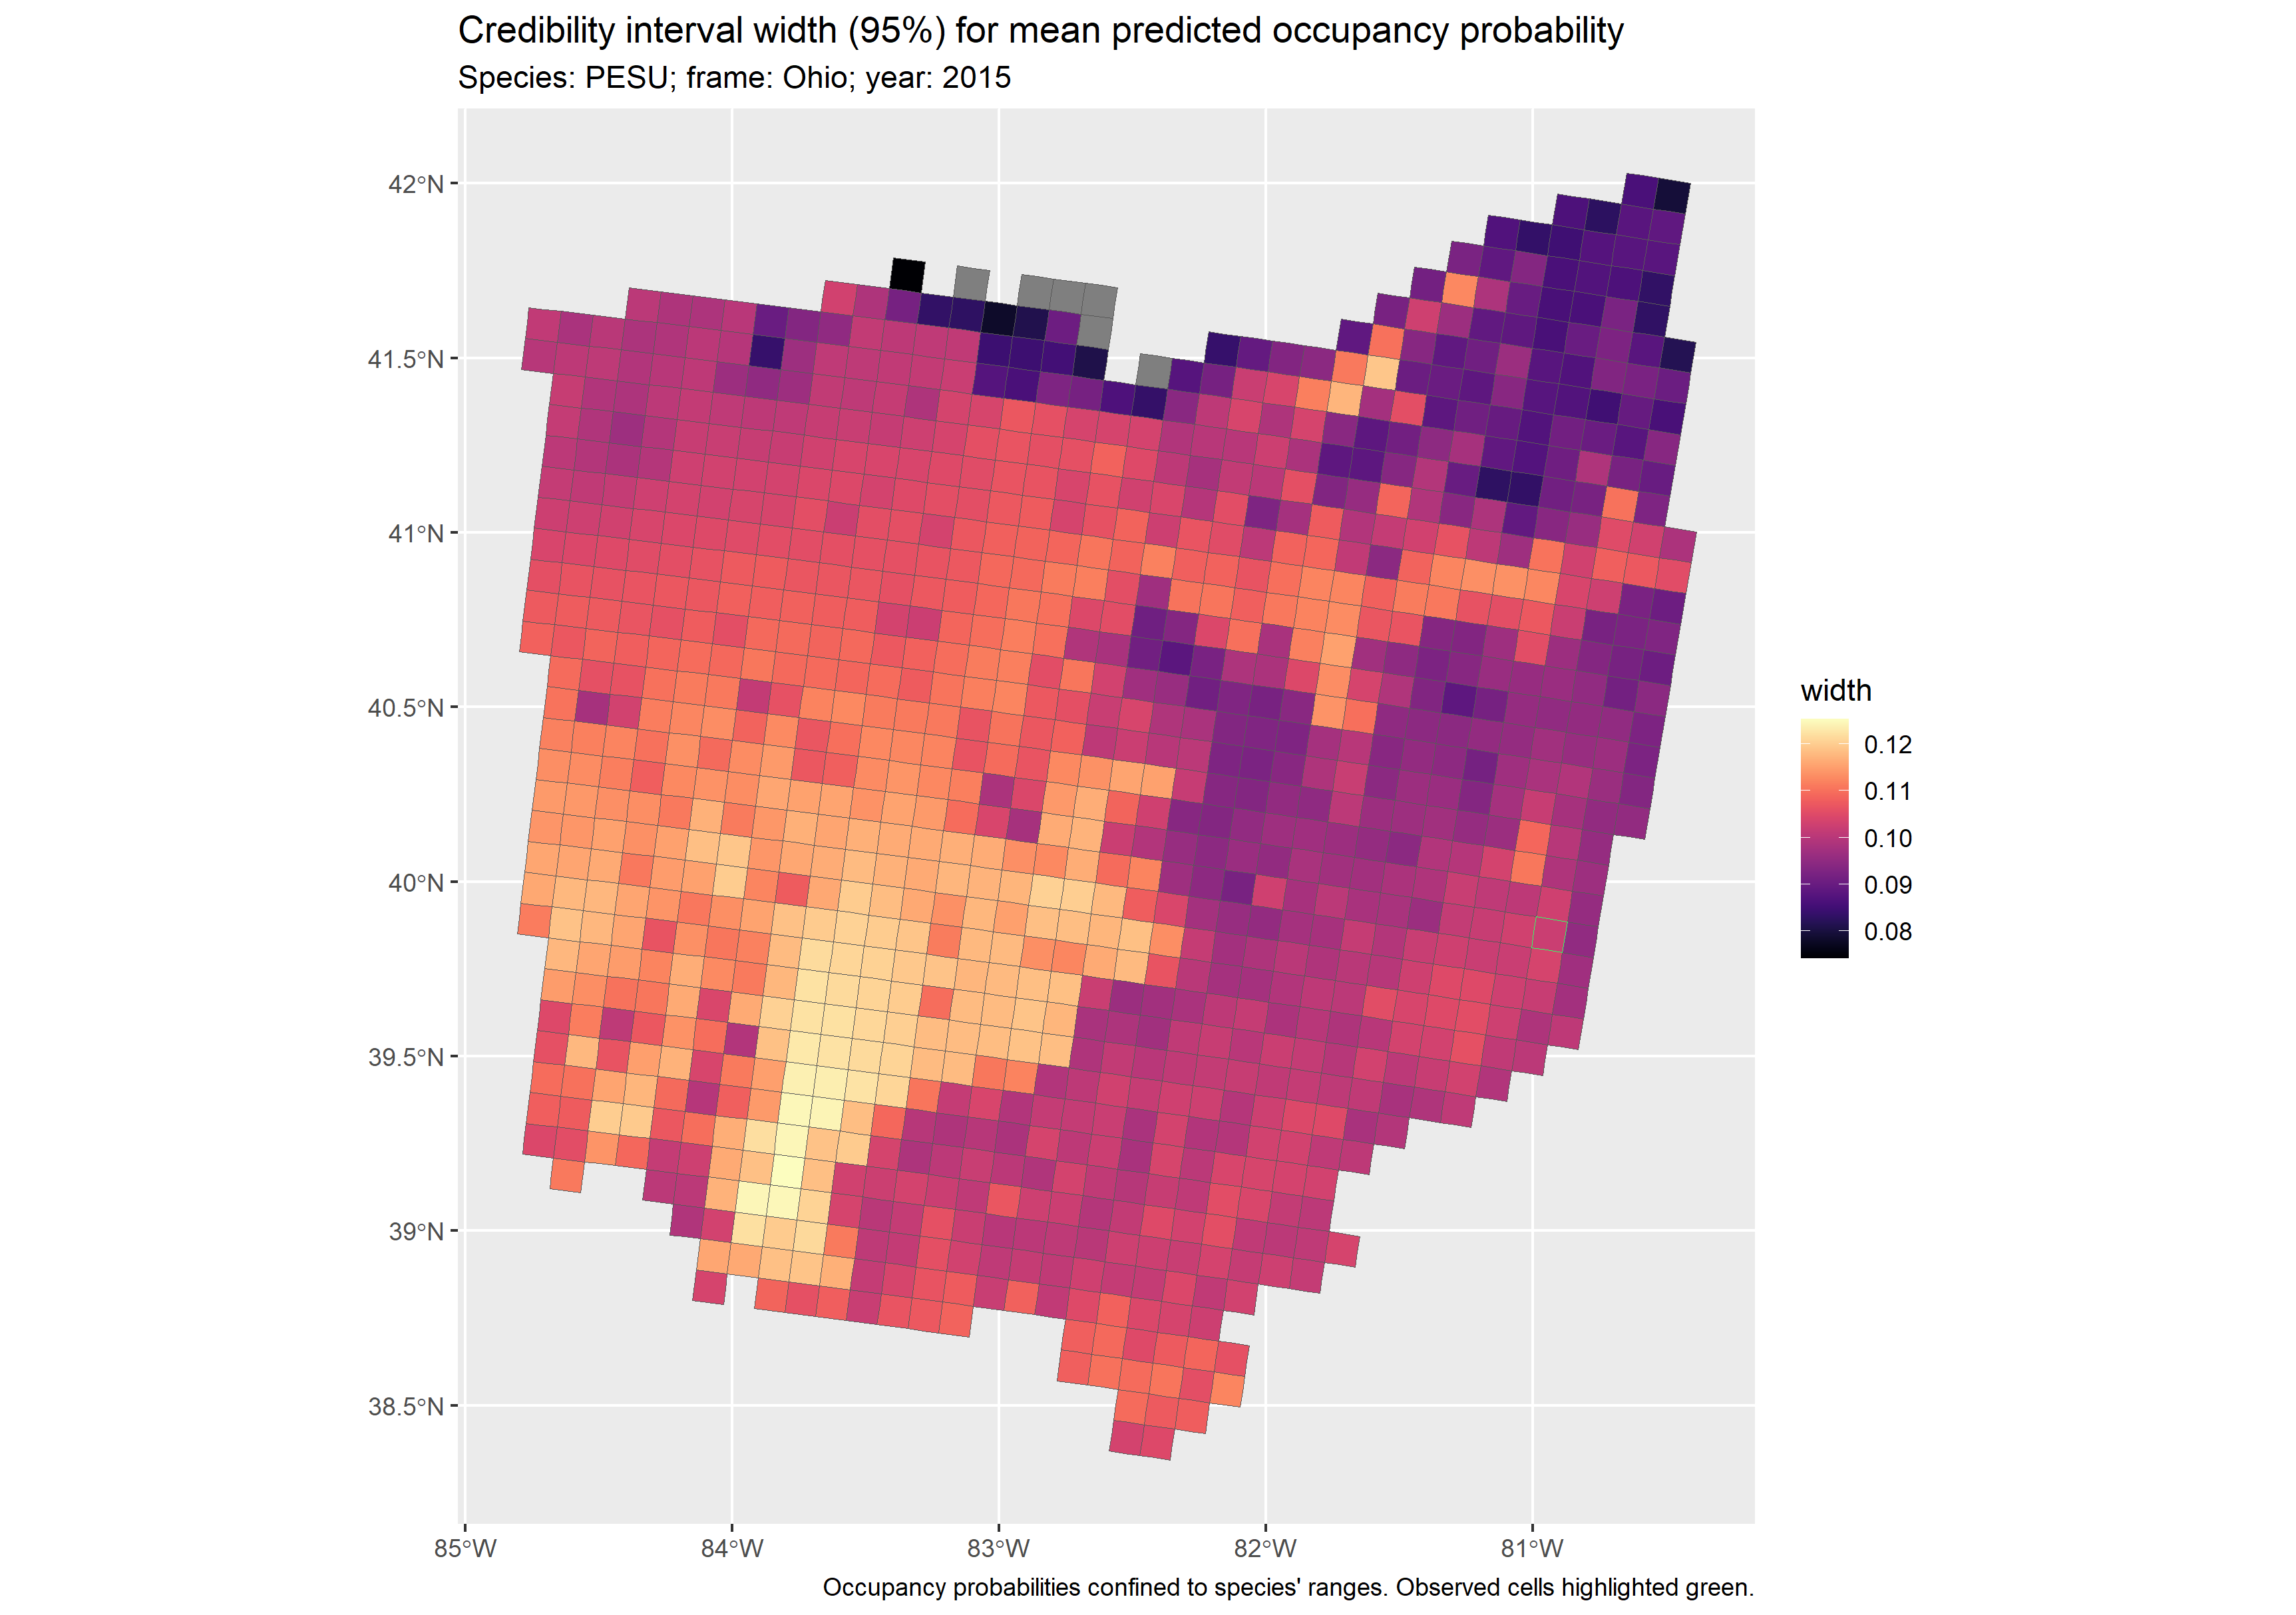 Credibility interval width (95%) for mean predicted occupancy probability
Species: PESU; frame: Ohio; year: 2015
42°N
41.5°N
41°N
40.5°N
40°N
39.5°N
39°N
38.5°N
85°W
84°W
83°W
82°W
81°W
width
0.12
0.11
0.10
0.09
0.08
Occupancy probabilities confined to species' ranges. Observed cells highlighted green.